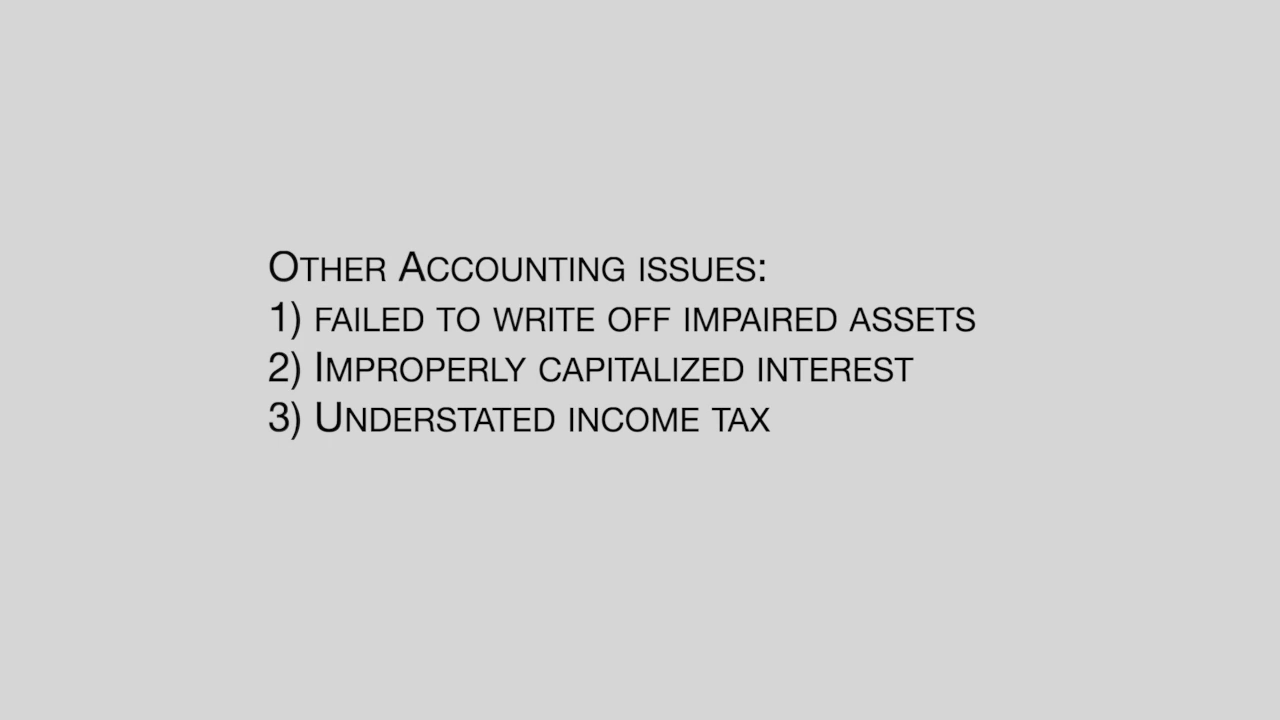 Other Accounting issues:
1) failed to write off impaired assets
2) Improperly capitalized interest
3) Understated income tax